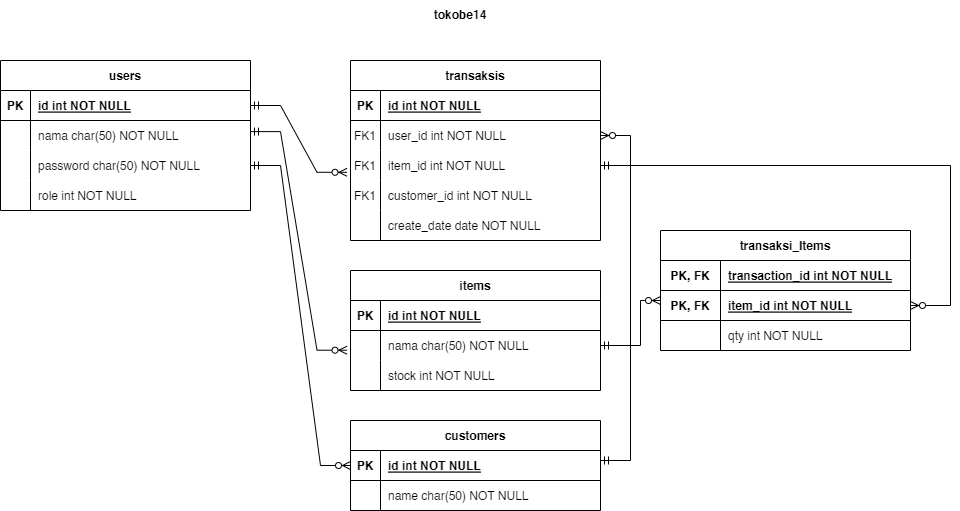 tokobe14
users
PK id int NOT NULL
nama char(50) NOT NULL
password char(50) NOT NULL
role int NOT NULL
transaksis
PK id int NOT NULL
FK1 user_id int NOT NULL
FK1 item_id int NOT NULL
FK1 customer_id int NOT NULL
create_date date NOT NULL
items
PK id int NOT NULL
nama char(50) NOT NULL
stock int NOT NULL
customers
PK id int NOT NULL
name char(50) NOT NULL
transaksi_Items
PK, FK transaction_id int NOT NULL
PK, FK item_id int NOT NULL
qty int NOT NULL